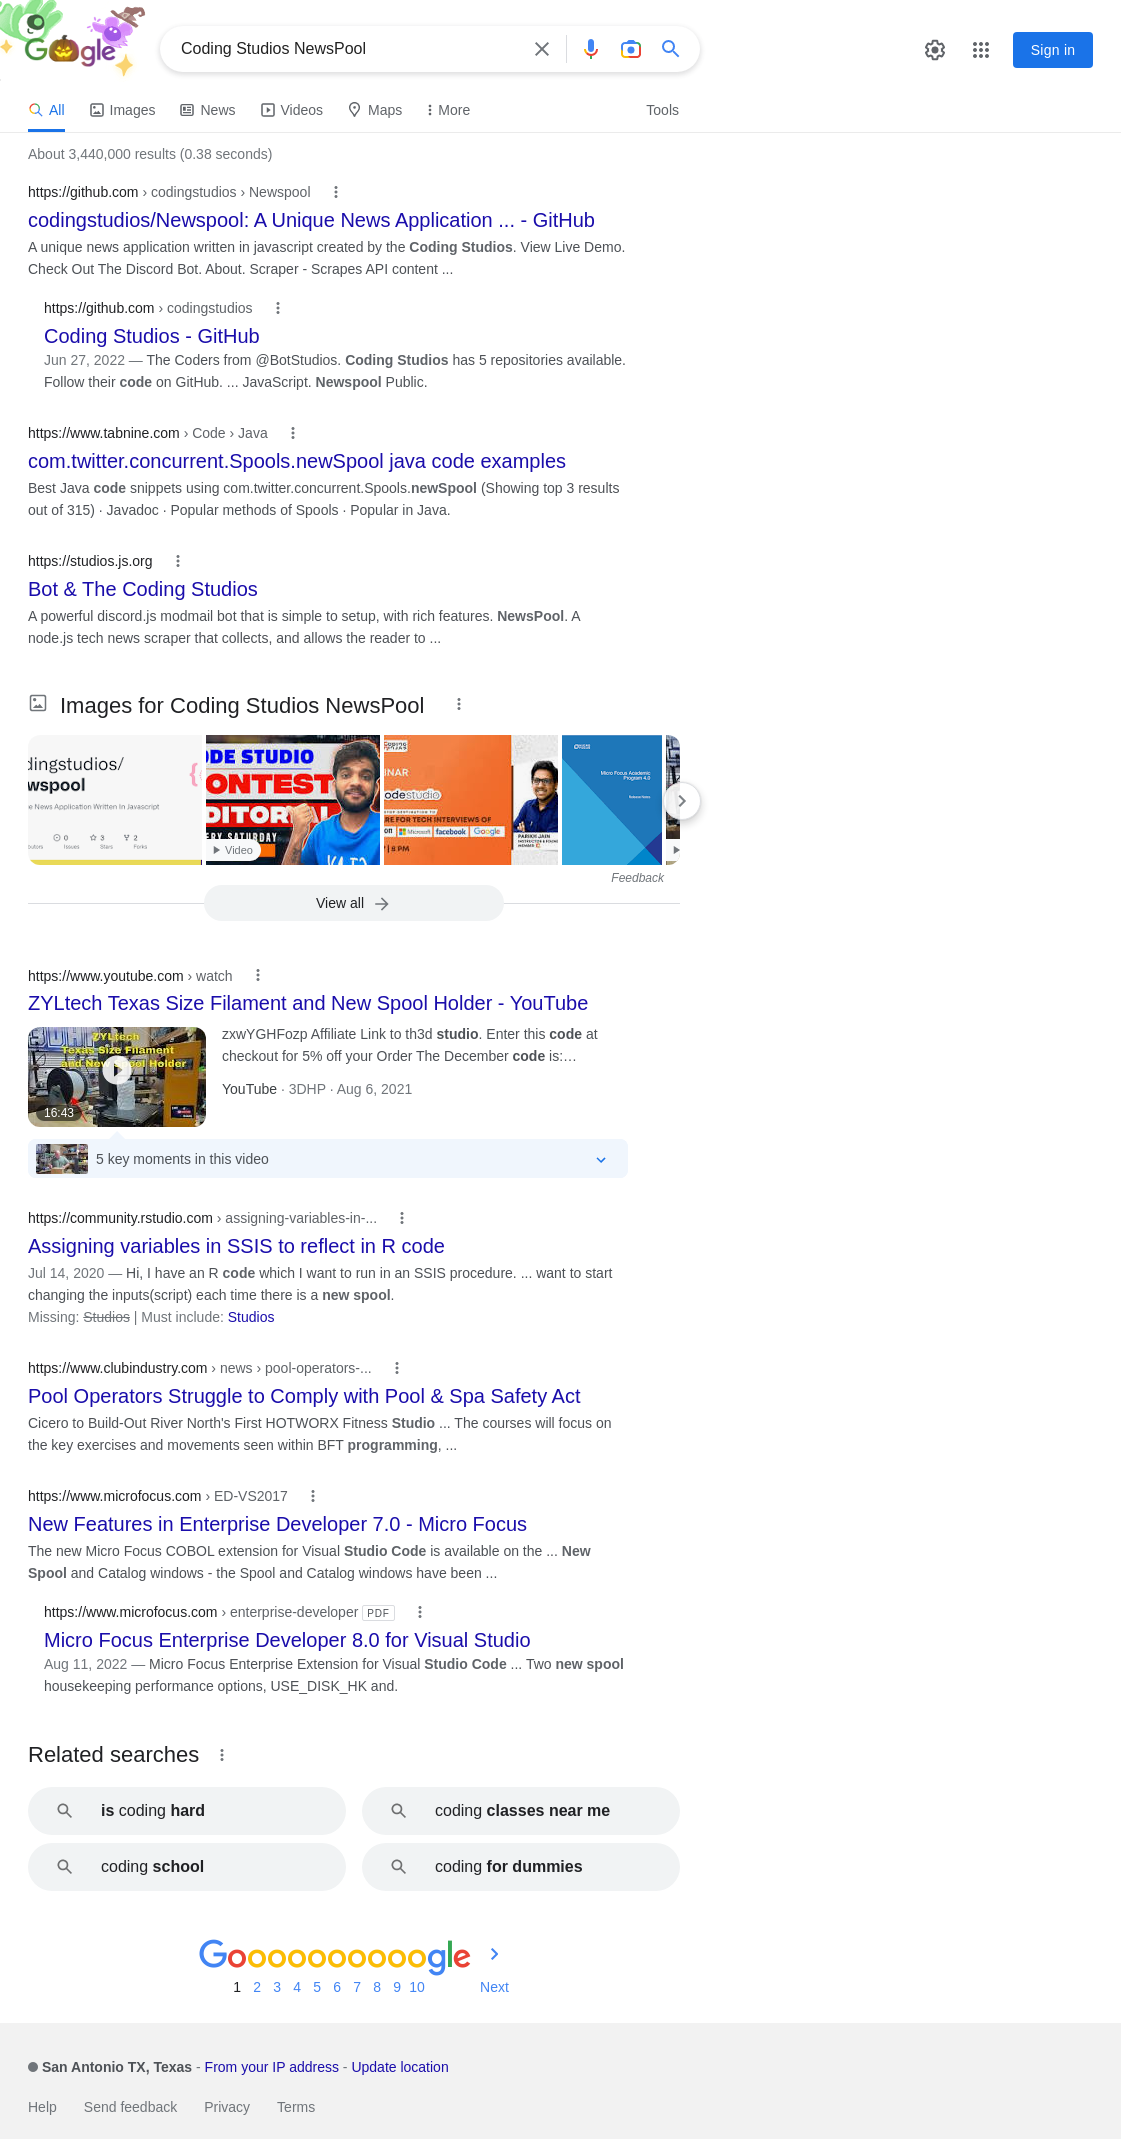 Google
Coding Studios NewsPool
Sign in
All
Images
News
Videos
Maps
More
Tools
About 3,440,000 results (0.38 seconds)
https://github.com › codingstudios › Newspool
codingstudios/Newspool: A Unique News Application ... - GitHub
A unique news application written in javascript created by the Coding Studios. View Live Demo.
Check Out The Discord Bot. About. Scraper - Scrapes API content ...
https://github.com › codingstudios
Coding Studios - GitHub
Jun 27, 2022 — The Coders from @BotStudios. Coding Studios has 5 repositories available.
Follow their code on GitHub. ... JavaScript. Newspool Public.
https://www.tabnine.com › Code › Java
com.twitter.concurrent.Spools.newSpool java code examples
Best Java code snippets using com.twitter.concurrent.Spools.newSpool (Showing top 3 results
out of 315) · Javadoc · Popular methods of Spools · Popular in Java.
https://studios.js.org
Bot & The Coding Studios
A powerful discord.js modmail bot that is simple to setup, with rich features. NewsPool. A
node.js tech news scraper that collects, and allows the reader to ...
Images for Coding Studios NewsPool
dingstudios/
wspool
e News Application Written In Javascript
0
3
2
Issues
Stars
Forks
ODE STUDIO
ONTEST
DITORIAL
ERY SATURDAY
Video
CODING
INAR
codestudio
RE FOR TECH INTERVIEWS OF
Microsoft
facebook
Google
| 8 PM
PARIKH JAIN
Micro Focus Academic
Program 4.0
Release Notes
Feedback
View all
https://www.youtube.com › watch
ZYLtech Texas Size Filament and New Spool Holder - YouTube
ZYLtech
Texas Size Filament
and New Spool Holder
16:43
zxwYGHFozp Affiliate Link to th3d studio. Enter this code at
checkout for 5% off your Order The December code is:…
YouTube · 3DHP · Aug 6, 2021
5 key moments in this video
https://community.rstudio.com › assigning-variables-in-...
Assigning variables in SSIS to reflect in R code
Jul 14, 2020 — Hi, I have an R code which I want to run in an SSIS procedure. ... want to start
changing the inputs(script) each time there is a new spool.
Missing: Studios | Must include: Studios
https://www.clubindustry.com › news › pool-operators-...
Pool Operators Struggle to Comply with Pool & Spa Safety Act
Cicero to Build-Out River North's First HOTWORX Fitness Studio ... The courses will focus on
the key exercises and movements seen within BFT programming, ...
https://www.microfocus.com › ED-VS2017
New Features in Enterprise Developer 7.0 - Micro Focus
The new Micro Focus COBOL extension for Visual Studio Code is available on the ... New
Spool and Catalog windows - the Spool and Catalog windows have been ...
https://www.microfocus.com › enterprise-developer PDF
Micro Focus Enterprise Developer 8.0 for Visual Studio
Aug 11, 2022 — Micro Focus Enterprise Extension for Visual Studio Code ... Two new spool
housekeeping performance options, USE_DISK_HK and.
Related searches
is coding hard
coding classes near me
coding school
coding for dummies
Goooooooooogle
1 2 3 4 5 6 7 8 9 10 Next
San Antonio TX, Texas - From your IP address - Update location
Help
Send feedback
Privacy
Terms